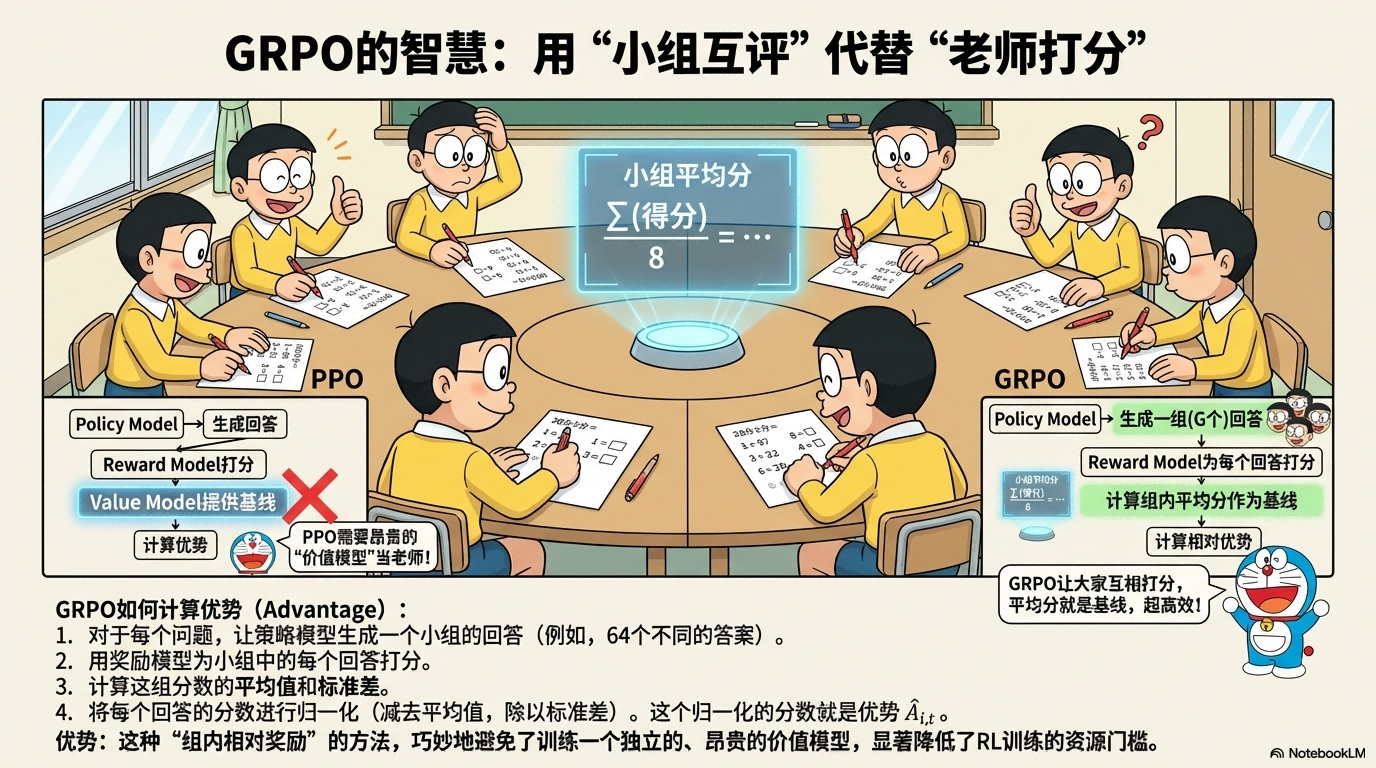 GRPO的智慧：用“小组互评”代替“老师打分”
小组平均分
∑(得分)
8
= ⋯
PPO
Policy Model
生成回答
Reward Model打分
Value Model提供基线
计算优势
PPO需要昂贵的
“价值模型”当老师！
GRPO
Policy Model
生成一组(G个)回答
Reward Model为每个回答打分
计算组内平均分作为基线
计算相对优势
GRPO让大家互相打分，
平均分就是基线，超高效！
GRPO如何计算优势（Advantage）：
1. 对于每个问题，让策略模型生成一个小组的回答（例如，64个不同的答案）。
2. 用奖励模型为小组中的每个回答打分。
3. 计算这组分数的平均值和标准差。
4. 将每个回答的分数进行归一化（减去平均值，除以标准差）。这个归一化的分数就是优势 Â_{i,t} 。
优势：这种“组内相对奖励”的方法，巧妙地避免了训练一个独立的、昂贵的价值模型，显著降低了RL训练的资源门槛。
NotebookLM